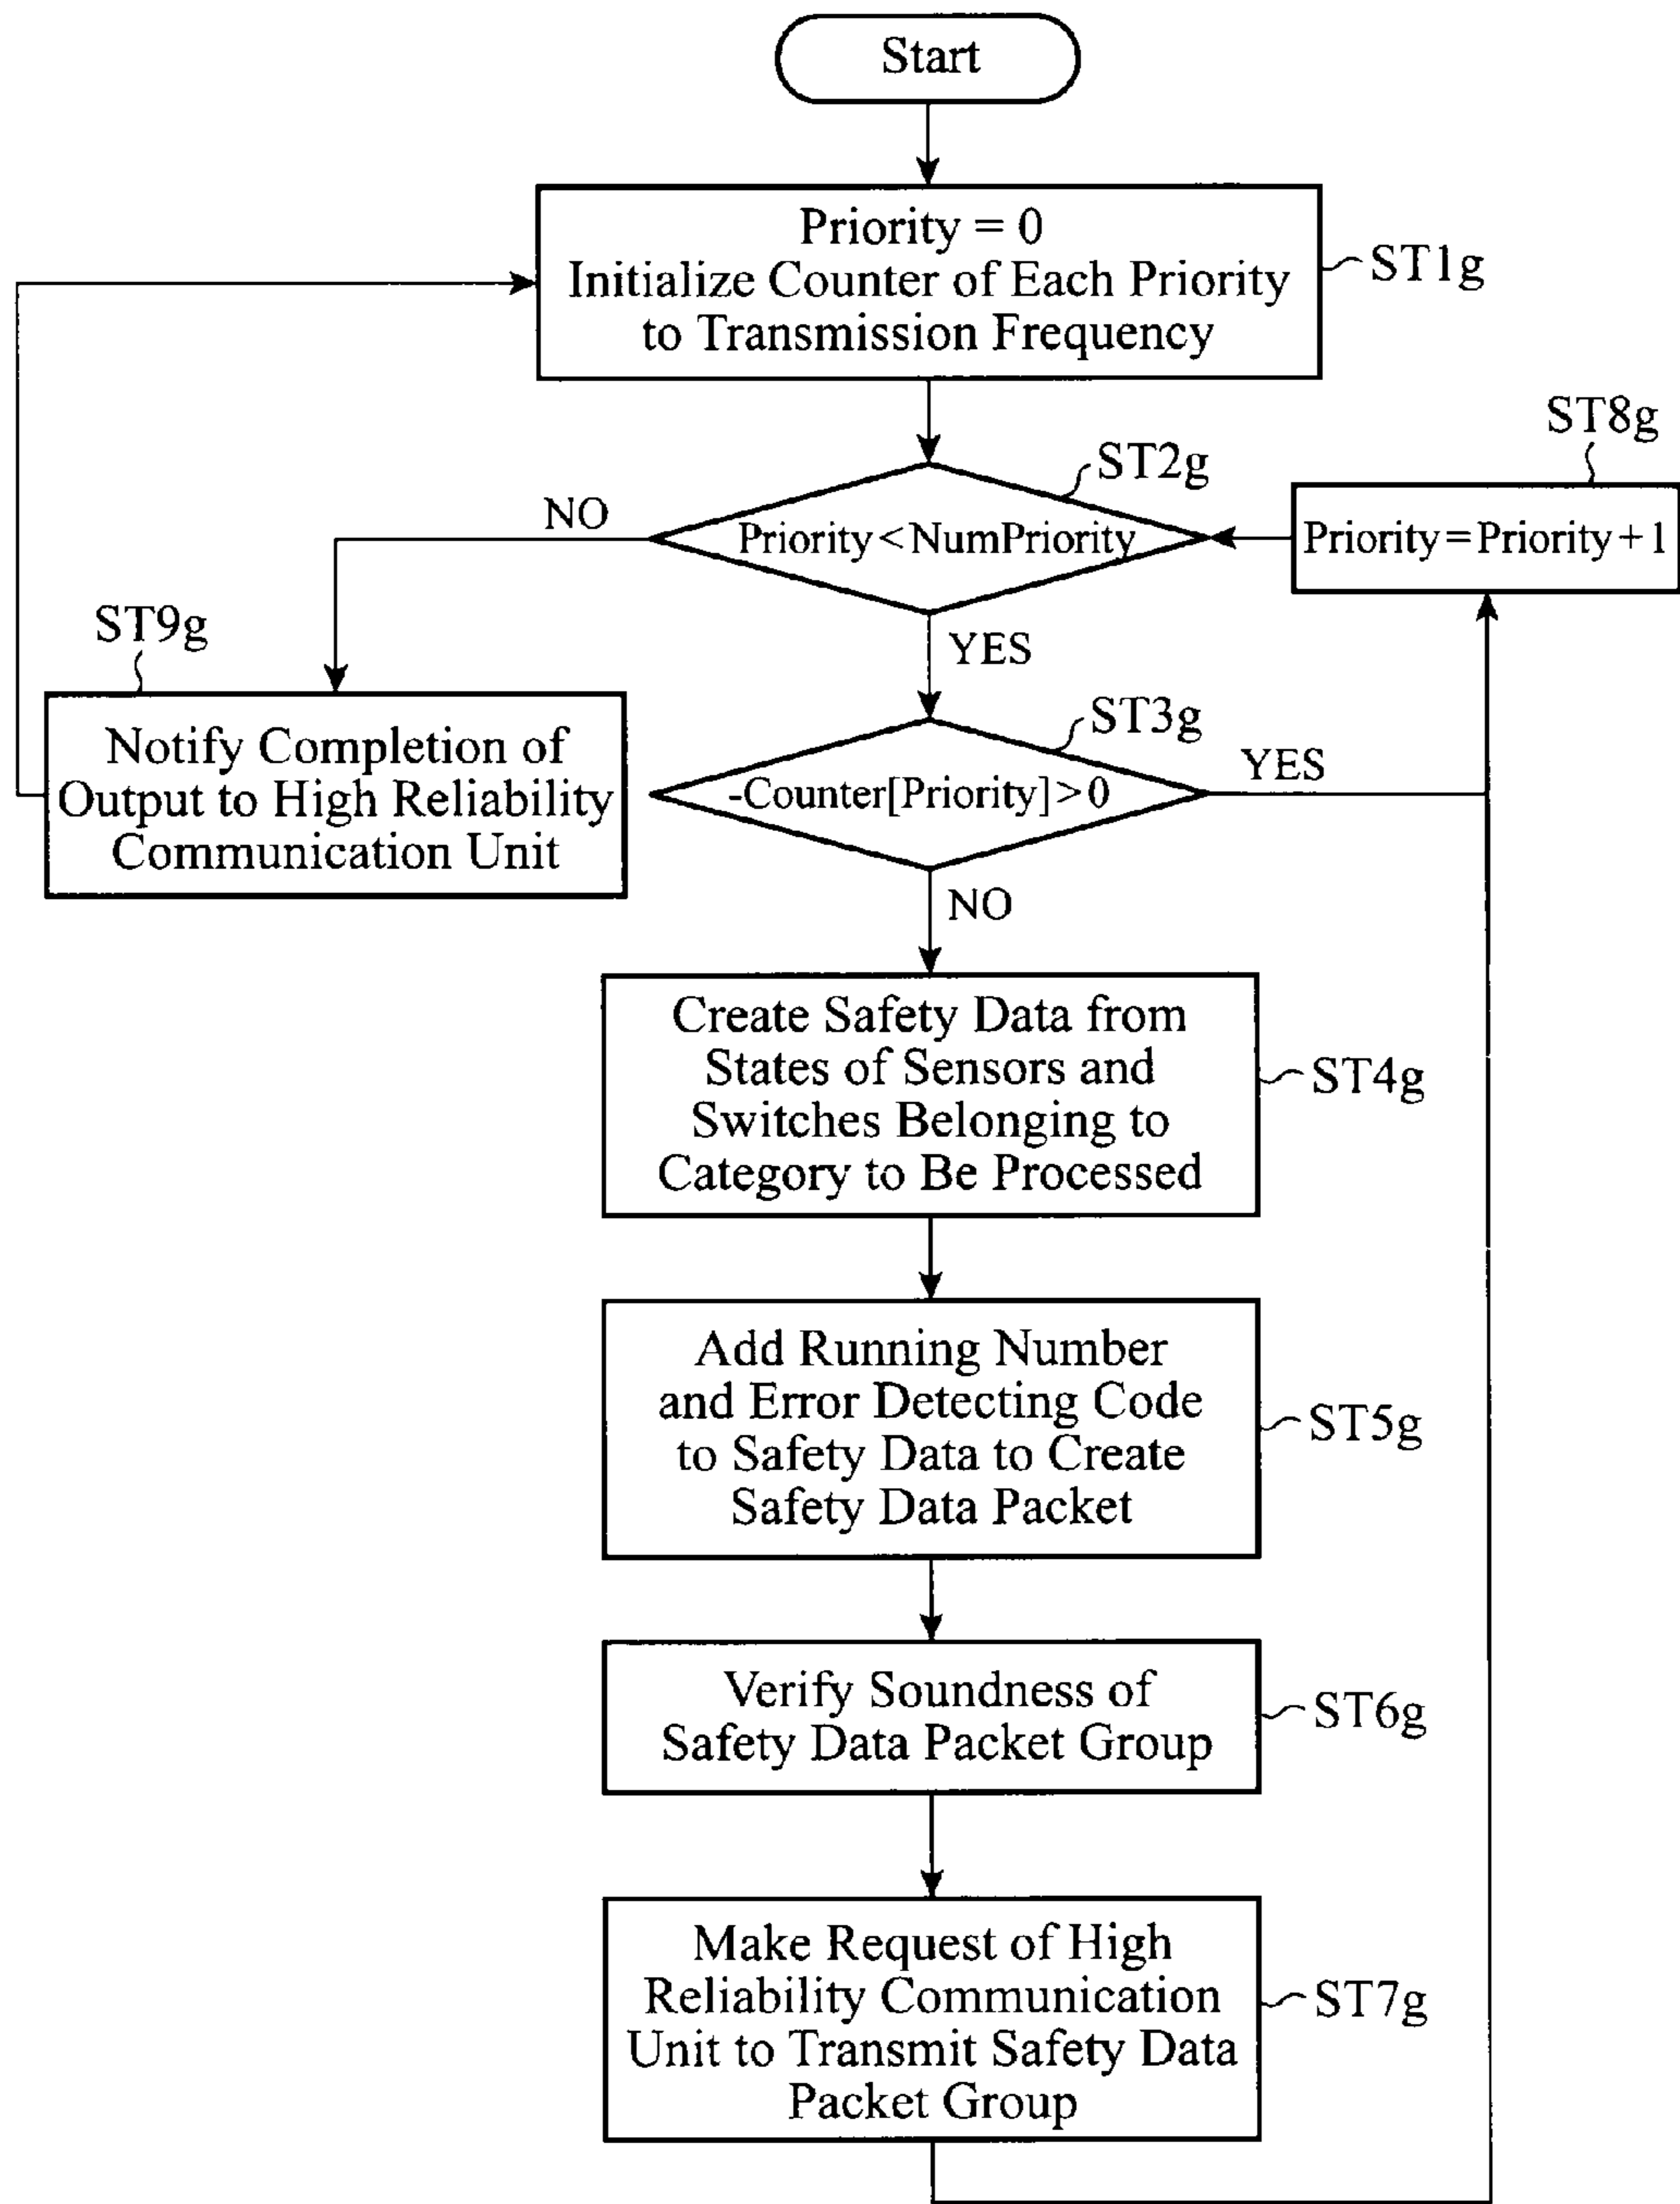 Start
Priority = 0
Initialize Counter of Each Priority
to Transmission Frequency
ST1g
ST2g
Priority<NumPriority
NO
YES
ST8g
Priority=Priority+1
ST9g
Notify Completion of
Output to High Reliability
Communication Unit
ST3g
-Counter[Priority]>0
YES
NO
Create Safety Data from
States of Sensors and
Switches Belonging to
Category to Be Processed
ST4g
Add Running Number
and Error Detecting Code
to Safety Data to Create
Safety Data Packet
ST5g
Verify Soundness of
Safety Data Packet Group
ST6g
Make Request of High
Reliability Communication
Unit to Transmit Safety Data
Packet Group
ST7g